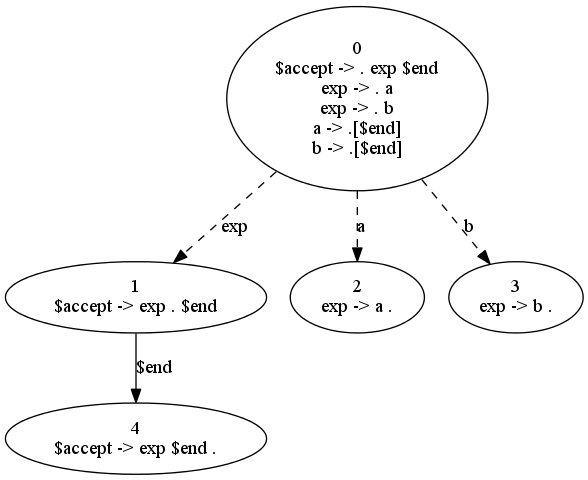 0
$accept -> . exp $end
exp -> . a
exp -> . b
a -> .[$end]
b -> .[$end]
exp
a
b
1
$accept -> exp . $end
2
exp -> a .
3
exp -> b .
$end
4
$accept -> exp $end .